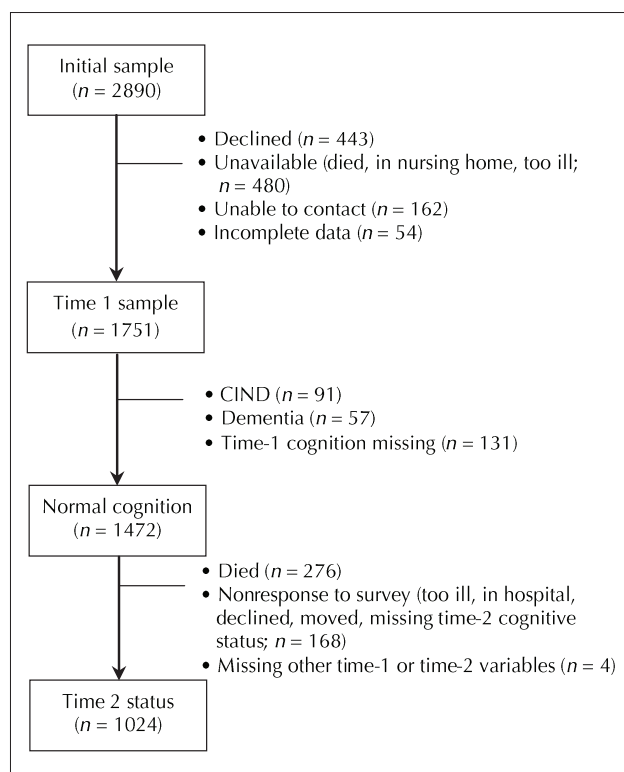 Initial sample
(n = 2890)
• Declined (n = 443)
• Unavailable (died, in nursing home, too ill;
n = 480)
• Unable to contact (n = 162)
• Incomplete data (n = 54)
Time 1 sample
(n = 1751)
• CIND (n = 91)
• Dementia (n = 57)
• Time-1 cognition missing (n = 131)
Normal cognition
(n = 1472)
• Died (n = 276)
• Nonresponse to survey (too ill, in hospital,
declined, moved, missing time-2 cognitive
status; n = 168)
• Missing other time-1 or time-2 variables (n = 4)
Time 2 status
(n = 1024)